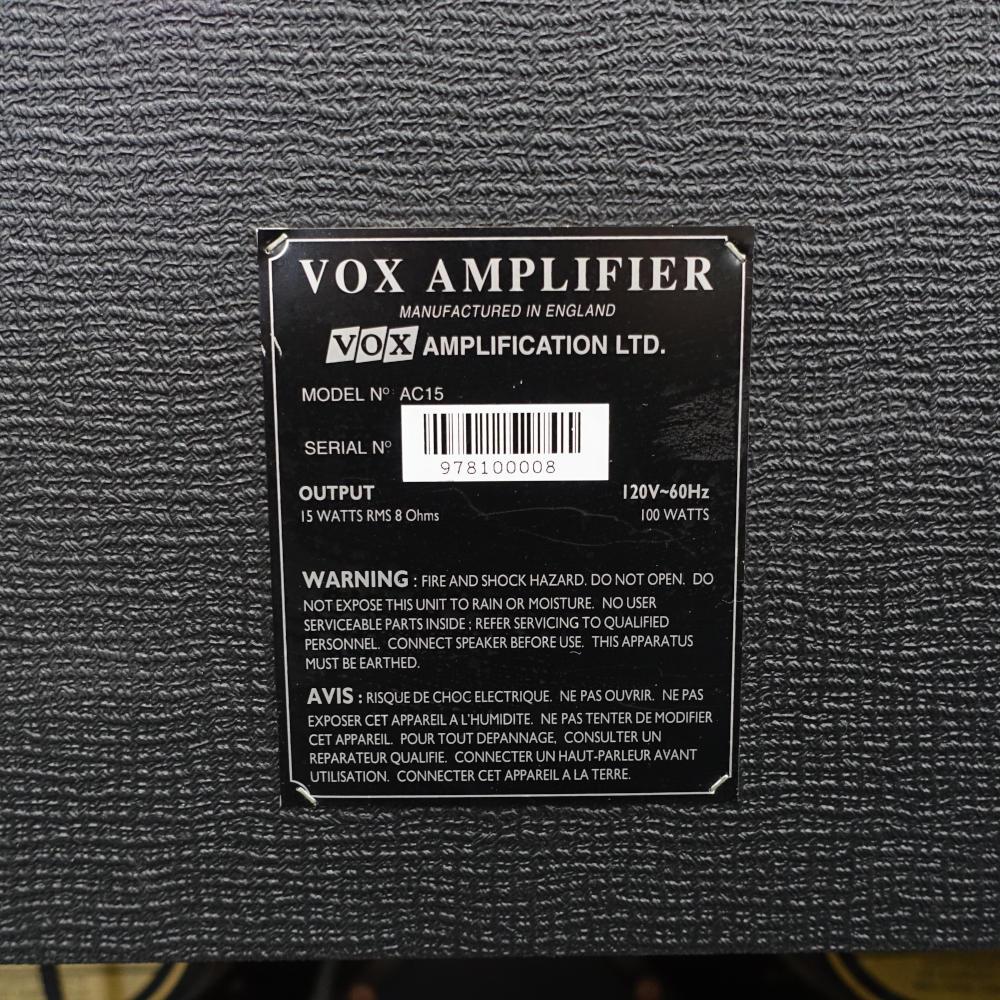 VOX AMPLIFIER
MANUFACTURED IN ENGLAND
VOX AMPLIFICATION LTD.
MODEL Nº AC15
SERIAL Nº
978100008
OUTPUT 120V~60Hz
15 WATTS RMS 8 Ohms 100 WATTS
WARNING : FIRE AND SHOCK HAZARD. DO NOT OPEN. DO
NOT EXPOSE THIS UNIT TO RAIN OR MOISTURE. NO USER
SERVICEABLE PARTS INSIDE ; REFER SERVICING TO QUALIFIED
PERSONNEL. CONNECT SPEAKER BEFORE USE. THIS APPARATUS
MUST BE EARTHED.
AVIS : RISQUE DE CHOC ELECTRIQUE. NE PAS OUVRIR. NE PAS
EXPOSER CET APPAREIL A L'HUMIDITE. NE PAS TENTER DE MODIFIER
CET APPAREIL. POUR TOUT DEPANNAGE, CONSULTER UN
REPARATEUR QUALIFIE. CONNECTER UN HAUT-PARLEUR AVANT
UTILISATION. CONNECTER CET APPAREIL A LA TERRE.